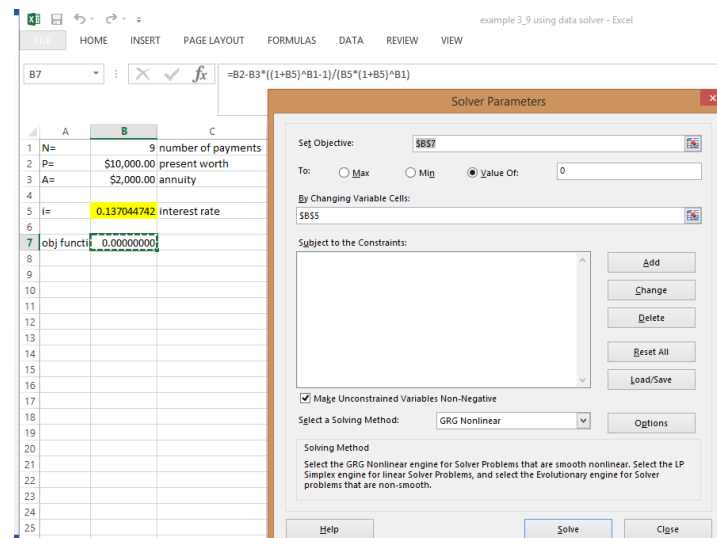 example 3_9 using data solver - Excel
FILE HOME INSERT PAGE LAYOUT FORMULAS DATA REVIEW VIEW
B7 fx =B2-B3*((1+B5)^B1-1)/(B5*(1+B5)^B1)
A B C
1 N= 9 number of payments
2 P= $10,000.00 present worth
3 A= $2,000.00 annuity
4
5 i= 0.137044742 interest rate
6
7 obj functi 0.00000000
8
9
10
11
12
13
14
15
16
17
18
19
20
21
22
23
24
25
Solver Parameters
Set Objective: $B$7
To: Max Min Value Of: 0
By Changing Variable Cells:
$B$5
Subject to the Constraints:
Add
Change
Delete
Reset All
Load/Save
Make Unconstrained Variables Non-Negative
Select a Solving Method: GRG Nonlinear
Options
Solving Method
Select the GRG Nonlinear engine for Solver Problems that are smooth nonlinear. Select the LP
Simplex engine for linear Solver Problems, and select the Evolutionary engine for Solver
problems that are non-smooth.
Help Solve Close